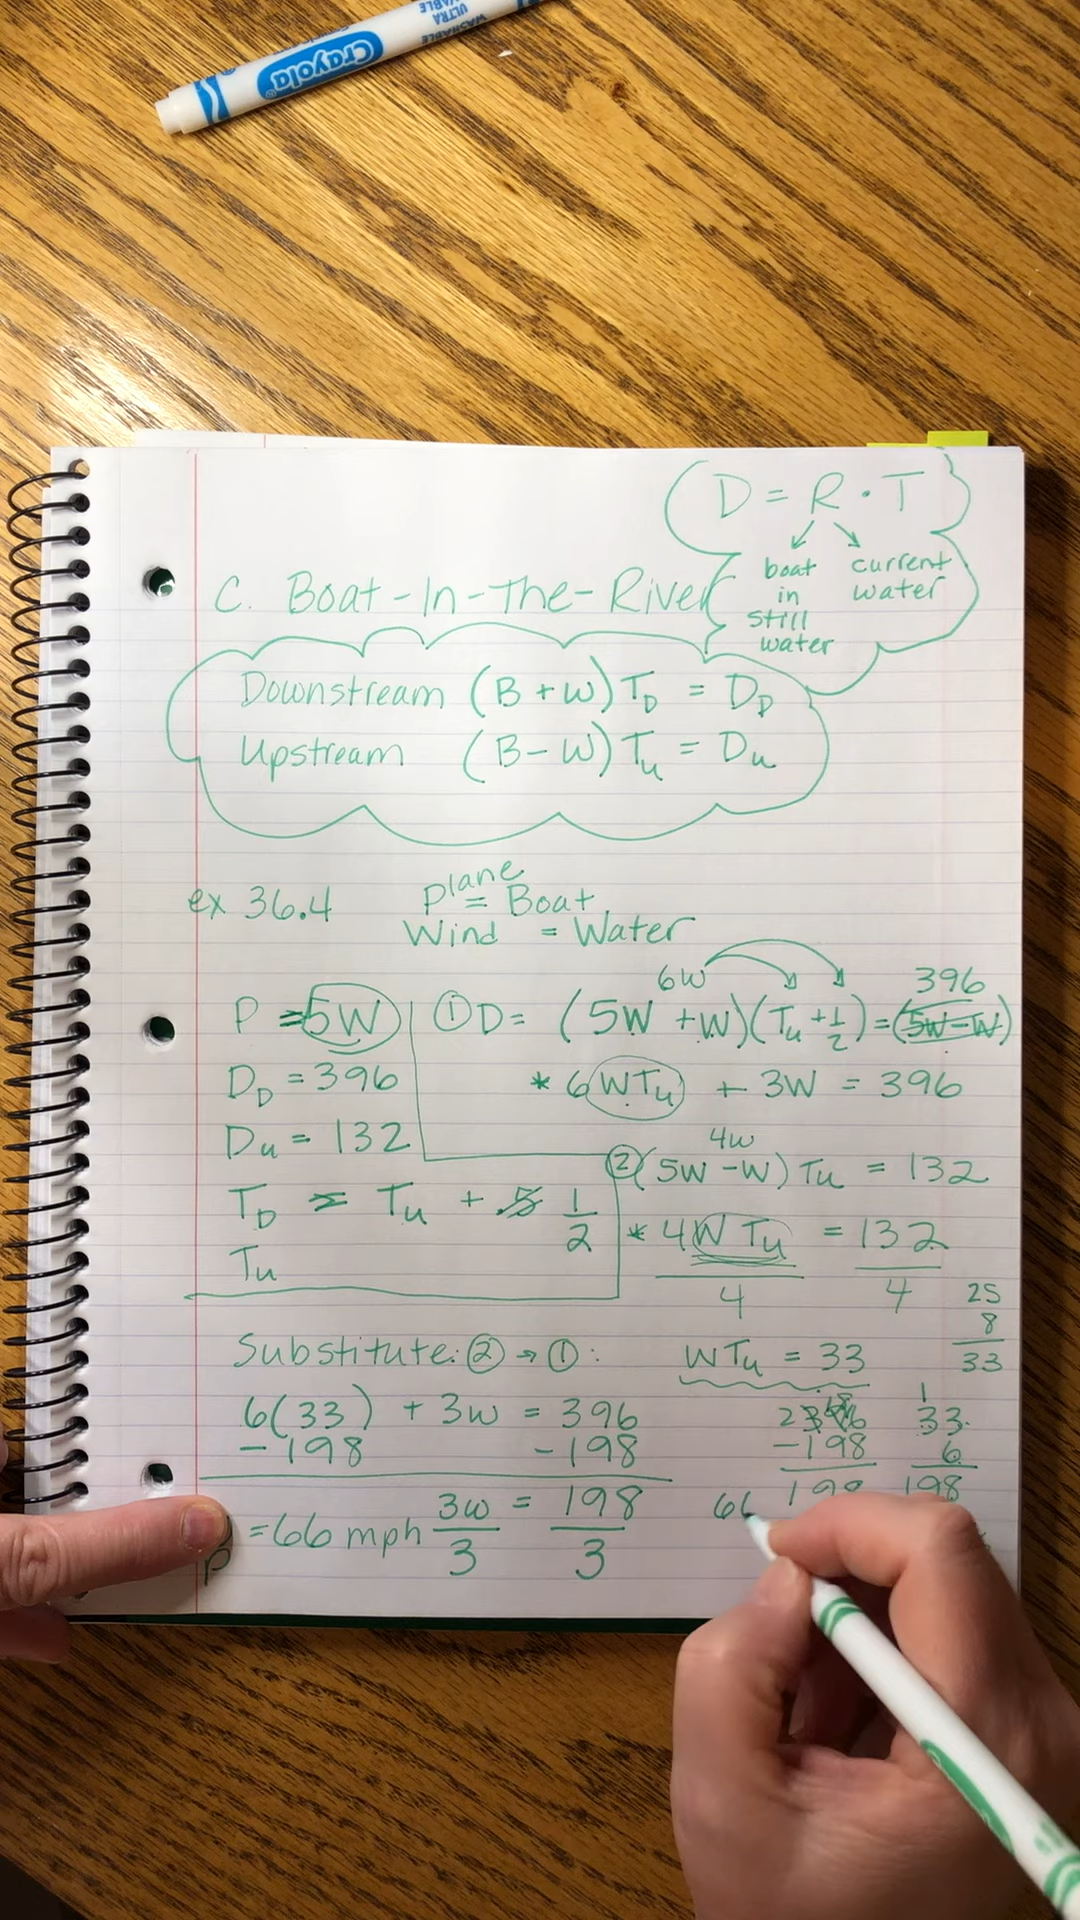 Crayola
ULTRA
WASHABLE
D = R · T
boat in still water
current water
C. Boat-In-The-River
Downstream (B + W) T_D = D_D
Upstream (B - W) T_u = D_u
ex 36.4
Plane = Boat
Wind = Water
6W
396
P = 5W
① D = (5W + W)(T_u + 1/2) = (5W - W)
D_D = 396
* 6WT_u + 3W = 396
D_u = 132
4w
② (5W - W) T_u = 132
T_D = T_u + 1/2
* 4W T_u = 132
4 4
T_u
25
8
33
Substitute: ② → ①:
WT_u = 33
6(33) + 3w = 396
- 198 - 198
- 198
198
1
33
6
198
3w = 198
3 3
= 66 mph
P
66